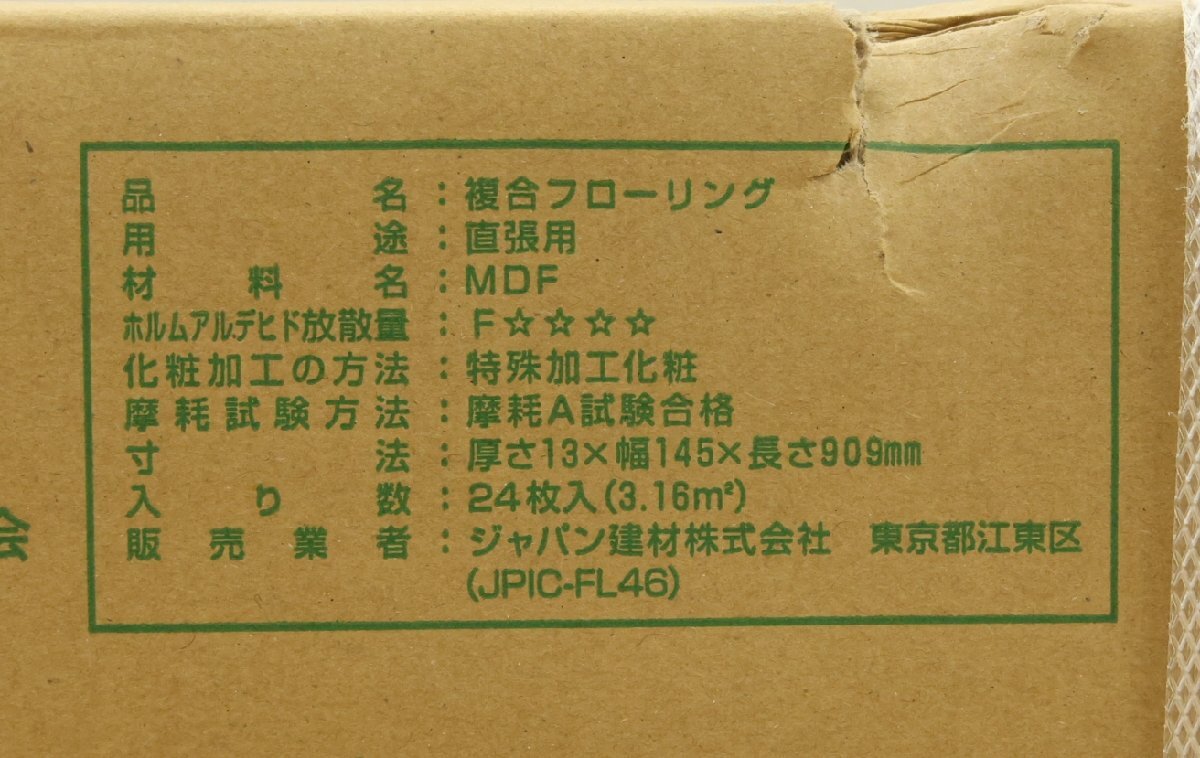 品名：複合フローリング
用途：直張用
材料名：MDF
ホルムアルデヒド放散量：F☆☆☆☆
化粧加工の方法：特殊加工化粧
摩耗試験方法：摩耗A試験合格
寸法：厚さ13×幅145×長さ909mm
入り数：24枚入(3.16m²)
販売業者：ジャパン建材株式会社 東京都江東区
(JPIC-FL46)
会